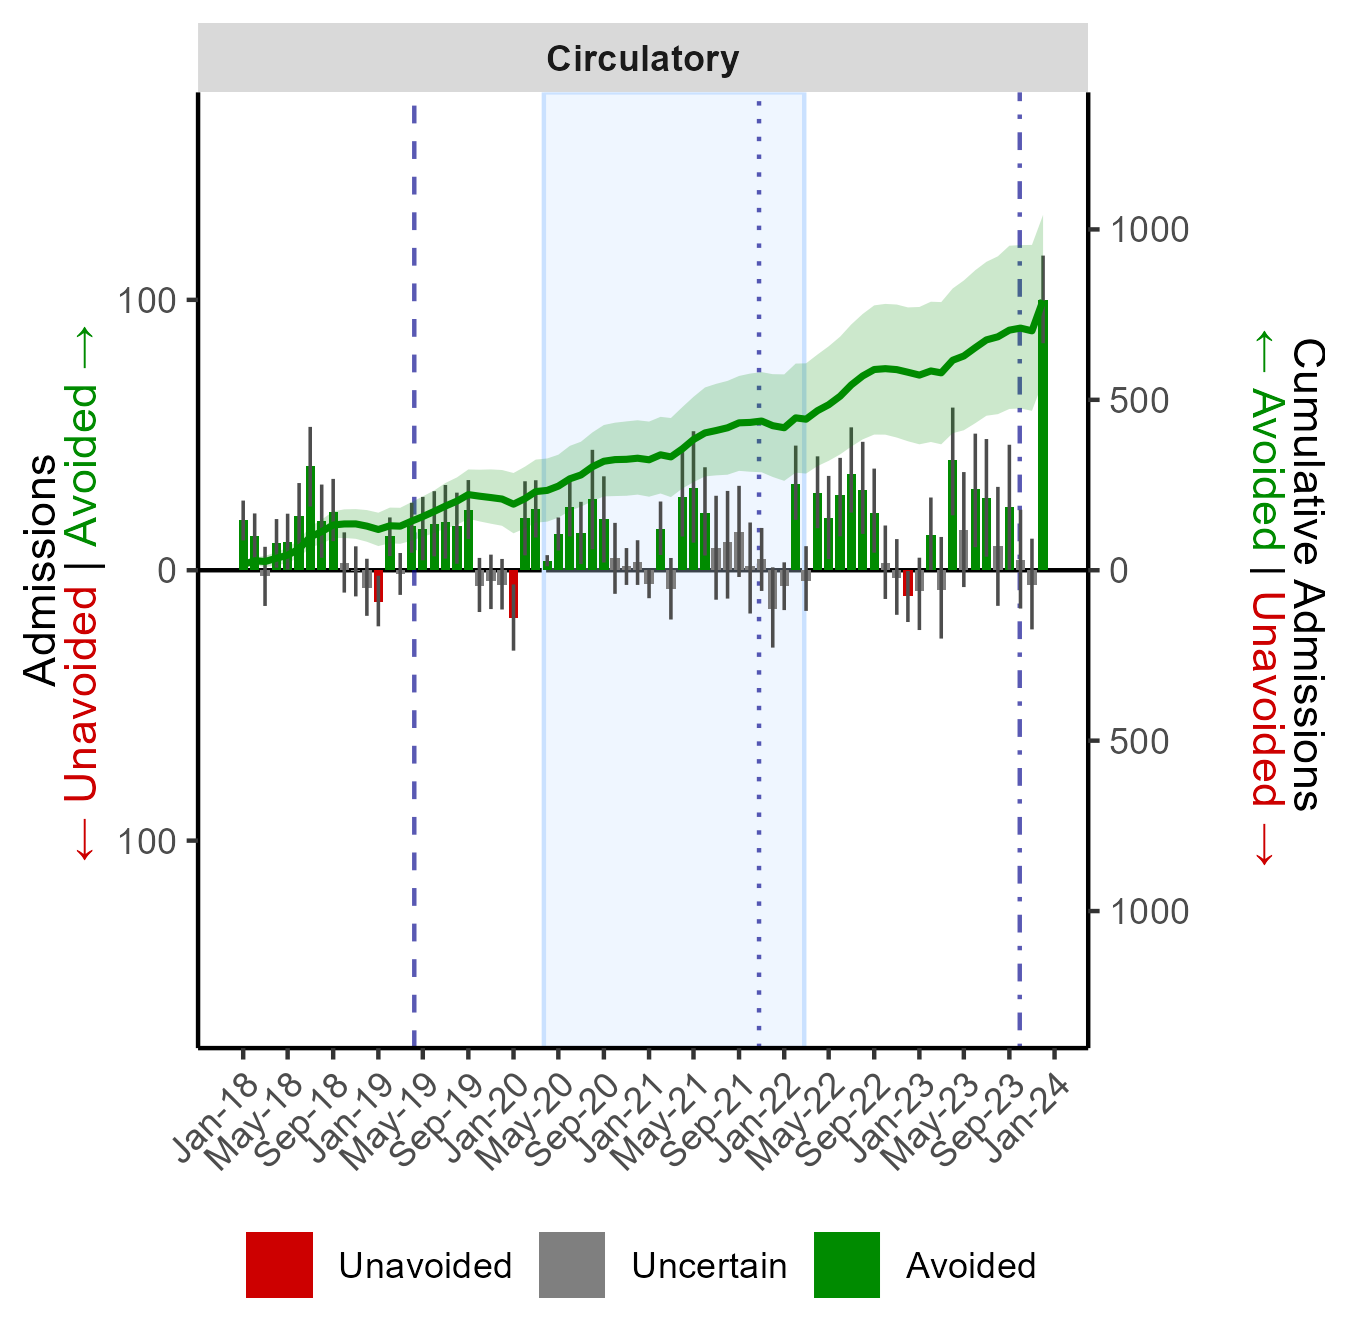 Circulatory
Admissions
← Unavoided | Avoided →
100
0
100
1000
500
0
500
1000
Cumulative Admissions
← Avoided | Unavoided →
Jan-18
May-18
Sep-18
Jan-19
May-19
Sep-19
Jan-20
May-20
Sep-20
Jan-21
May-21
Sep-21
Jan-22
May-22
Sep-22
Jan-23
May-23
Sep-23
Jan-24
Unavoided Uncertain Avoided